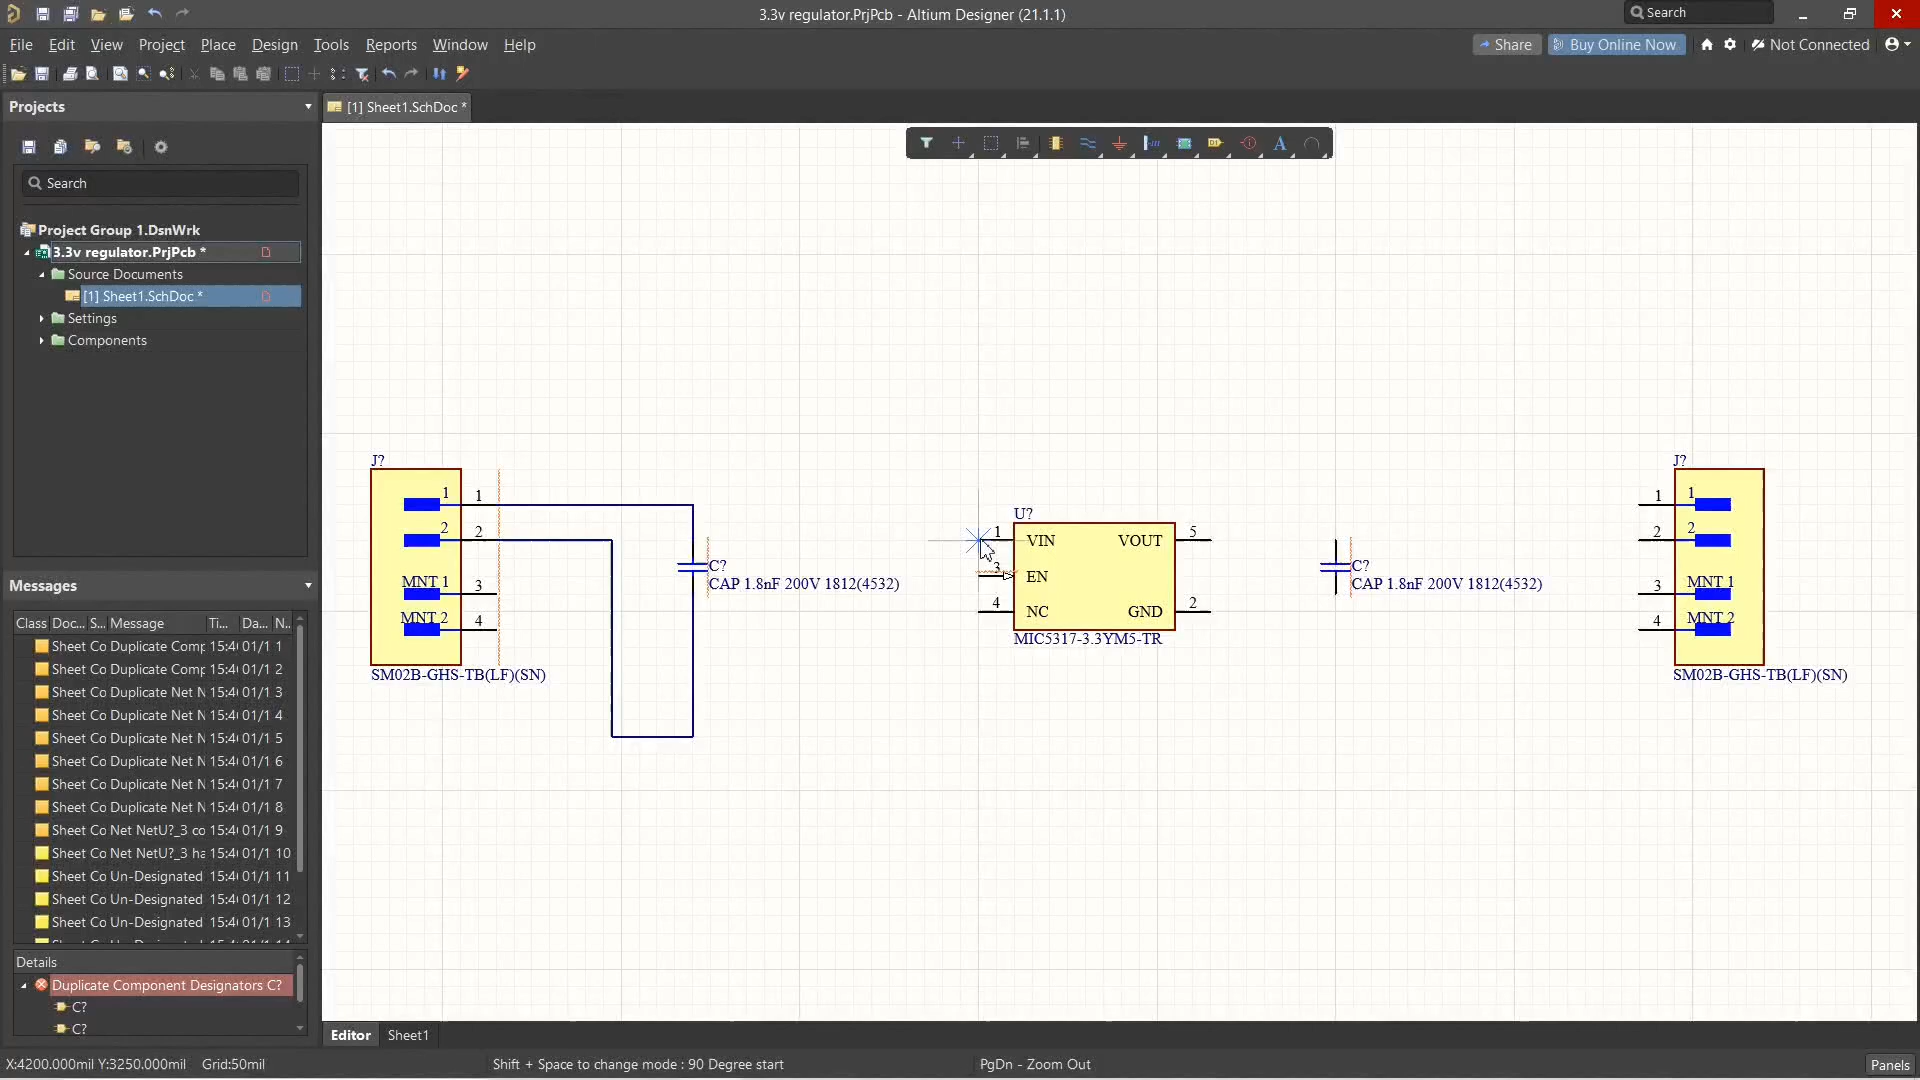 3.3v regulator.PrjPcb - Altium Designer (21.1.1)
Search
File Edit View Project Place Design Tools Reports Window Help
Share Buy Online Now Not Connected
Projects
[1] Sheet1.SchDoc *
Search
Project Group 1.DsnWrk
3.3v regulator.PrjPcb *
Source Documents
[1] Sheet1.SchDoc *
Settings
Components
J?
1 1
2 2
MNT 1 3
MNT 2 4
SM02B-GHS-TB(LF)(SN)
C?
CAP 1.8nF 200V 1812(4532)
U?
1 VIN VOUT 5
3 EN
4 NC GND 2
MIC5317-3.3YM5-TR
C?
CAP 1.8nF 200V 1812(4532)
J?
1 1
2 2
3 MNT 1
4 MNT 2
SM02B-GHS-TB(LF)(SN)
Messages
Class Doc... S... Message Ti... Da... N..
Sheet Co Duplicate Comp 15:4 01/1 1
Sheet Co Duplicate Comp 15:4 01/1 2
Sheet Co Duplicate Net N 15:4 01/1 3
Sheet Co Duplicate Net N 15:4 01/1 4
Sheet Co Duplicate Net N 15:4 01/1 5
Sheet Co Duplicate Net N 15:4 01/1 6
Sheet Co Duplicate Net N 15:4 01/1 7
Sheet Co Duplicate Net N 15:4 01/1 8
Sheet Co Net NetU?_3 co 15:4 01/1 9
Sheet Co Net NetU?_3 ha 15:4 01/1 10
Sheet Co Un-Designated 15:4 01/1 11
Sheet Co Un-Designated 15:4 01/1 12
Sheet Co Un-Designated 15:4 01/1 13
Details
Duplicate Component Designators C?
C?
C?
Editor Sheet1
X:4200.000mil Y:3250.000mil Grid:50mil Shift + Space to change mode : 90 Degree start PgDn - Zoom Out Panels